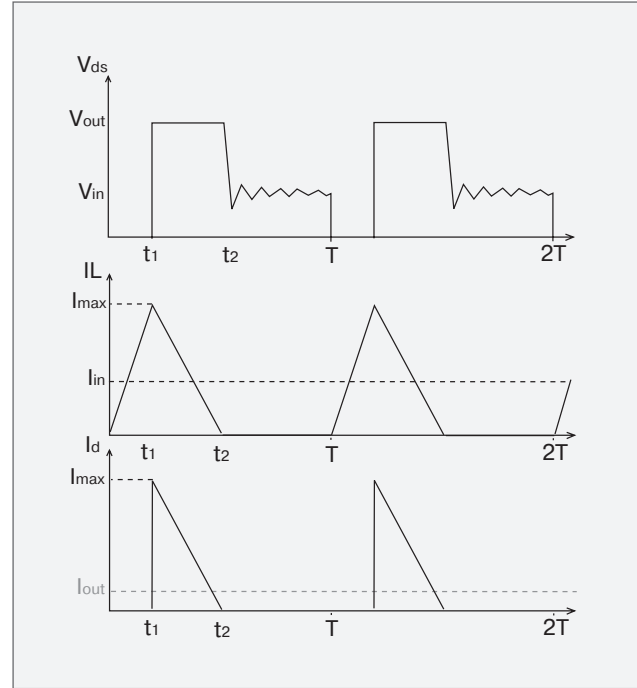 Vds
Vout
Vin
t1 t2 T 2T
IL
Imax
Iin
t1 t2 T 2T
Id
Imax
Iout
t1 t2 T 2T